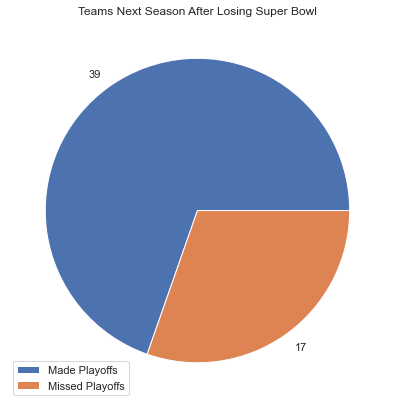 Teams Next Season After Losing Super Bowl
39
17
Made Playoffs
Missed Playoffs